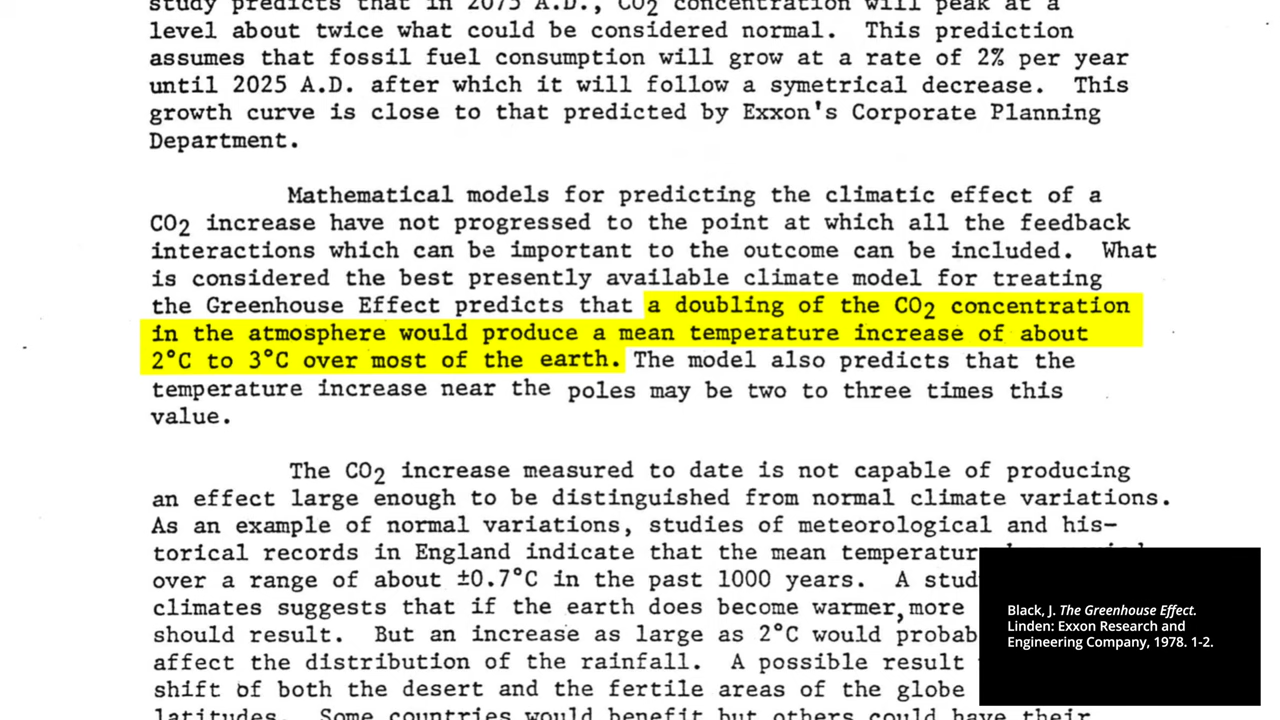 study predicts that in 2075 A.D., CO2 concentration will peak at a
level about twice what could be considered normal.  This prediction
assumes that fossil fuel consumption will grow at a rate of 2% per year
until 2025 A.D. after which it will follow a symetrical decrease.  This
growth curve is close to that predicted by Exxon's Corporate Planning
Department.
Mathematical models for predicting the climatic effect of a
CO2 increase have not progressed to the point at which all the feedback
interactions which can be important to the outcome can be included.  What
is considered the best presently available climate model for treating
the Greenhouse Effect predicts that a doubling of the CO2 concentration
in the atmosphere would produce a mean temperature increase of about
2°C to 3°C over most of the earth.  The model also predicts that the
temperature increase near the poles may be two to three times this
value.
The CO2 increase measured to date is not capable of producing
an effect large enough to be distinguished from normal climate variations.
As an example of normal variations, studies of meteorological and his-
torical records in England indicate that the mean
over a range of about ±0.7°C in the past 1000 years.  A
climates suggests that if the earth does become warmer, more
should result.  But an increase as large as 2°C would
affect the distribution of the rainfall.  A possible result
shift of both the desert and the fertile areas of the globe
latitudes.  Some countries would benefit but others could have their
Black, J. The Greenhouse Effect.
Linden: Exxon Research and
Engineering Company, 1978. 1-2.